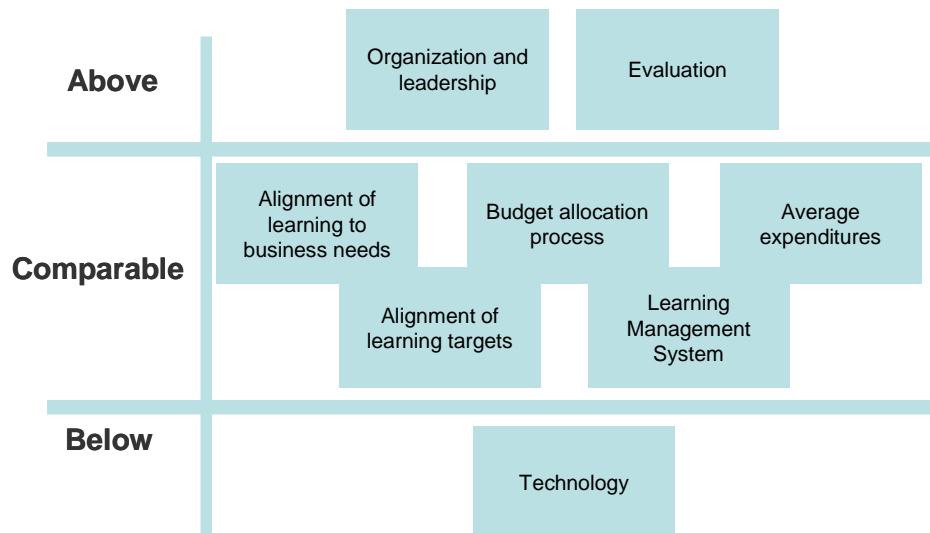 Above
Organization and
leadership
Evaluation
Comparable
Alignment of
learning to
business needs
Budget allocation
process
Average
expenditures
Alignment of
learning targets
Learning
Management
System
Below
Technology